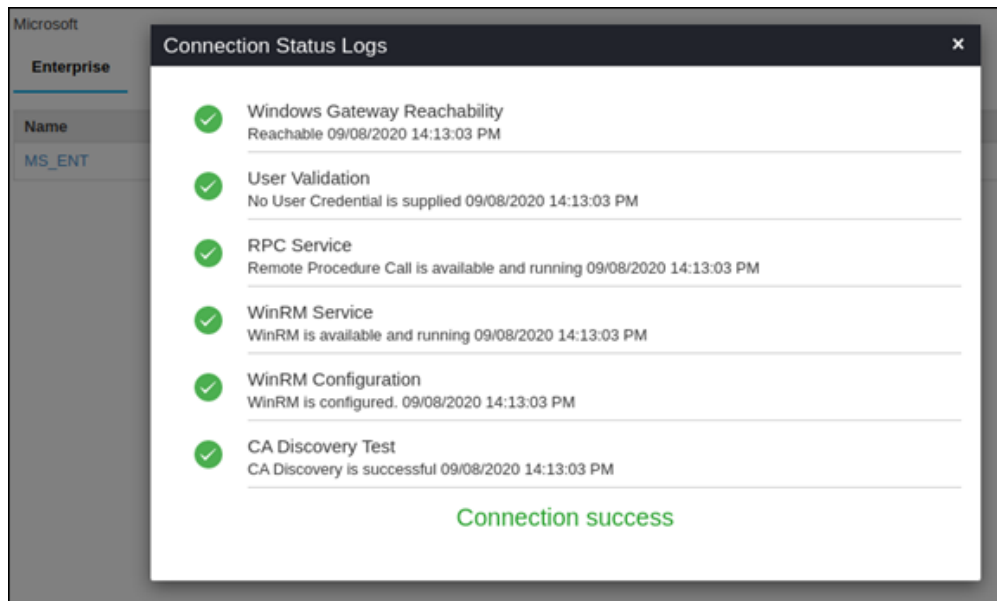 Microsoft
Connection Status Logs ×
Enterprise
Name
MS_ENT
Windows Gateway Reachability
Reachable 09/08/2020 14:13:03 PM
User Validation
No User Credential is supplied 09/08/2020 14:13:03 PM
RPC Service
Remote Procedure Call is available and running 09/08/2020 14:13:03 PM
WinRM Service
WinRM is available and running 09/08/2020 14:13:03 PM
WinRM Configuration
WinRM is configured. 09/08/2020 14:13:03 PM
CA Discovery Test
CA Discovery is successful 09/08/2020 14:13:03 PM
Connection success